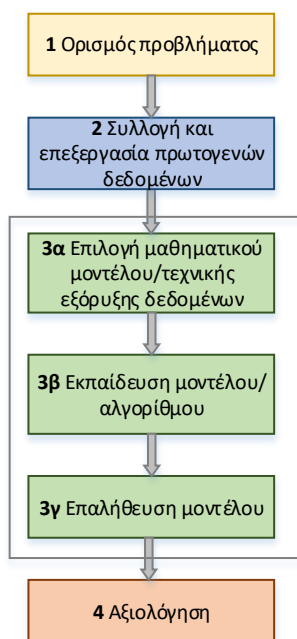 1 Ορισμός προβλήματος
2 Συλλογή και
επεξεργασία πρωτογενών
δεδομένων
3α Επιλογή μαθηματικού
μοντέλου/τεχνικής
εξόρυξης δεδομένων
3β Εκπαίδευση μοντέλου/
αλγορίθμου
3γ Επαλήθευση μοντέλου
4 Αξιολόγηση